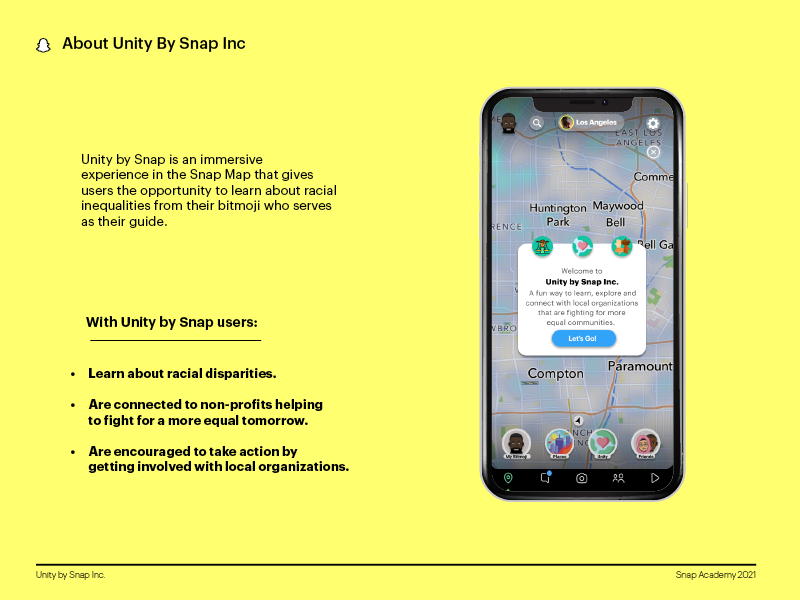 About Unity By Snap Inc
Unity by Snap is an immersive
experience in the Snap Map that gives
users the opportunity to learn about racial
inequalities from their bitmoji who serves
as their guide.
With Unity by Snap users:
• Learn about racial disparities.
• Are connected to non-profits helping
to fight for a more equal tomorrow.
• Are encouraged to take action by
getting involved with local organizations.
Los Angeles
EAST LOS
ANGELES
Comme
Huntington
Park
Maywood
Bell
RENCE
Bell Ga
Welcome to
Unity by Snap Inc.
A fun way to learn, explore and
connect with local organizations
that are fighting for more
equal communities.
Let's Go!
WBRO
Compton
Paramount
NCH
My Bitmoji
Places
Unity
Friends
Unity by Snap Inc.
Snap Academy 2021